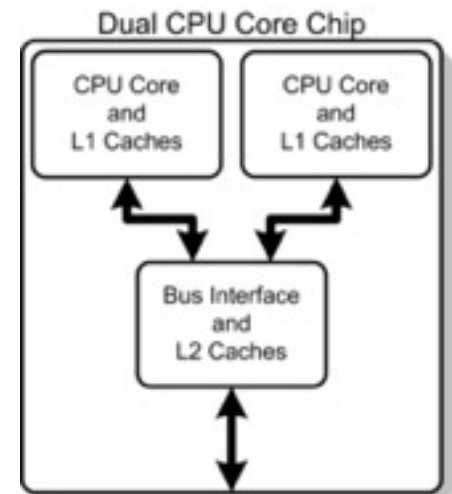 Dual CPU Core Chip
CPU Core
and
L1 Caches
CPU Core
and
L1 Caches
Bus Interface
and
L2 Caches